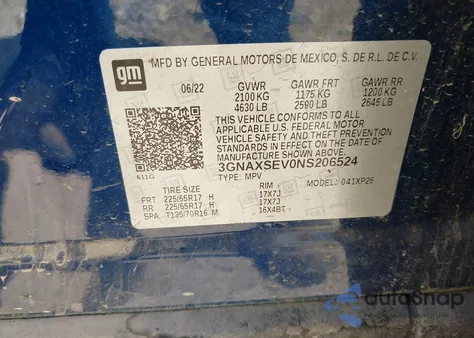 gm
MFD BY GENERAL MOTORS DE MEXICO, S. DE R.L. DE C.V.
06/22 GVWR GAWR FRT GAWR RR
2100 KG 1175 KG 1200 KG
4630 LB 2590 LB 2645 LB
THIS VEHICLE CONFORMS TO ALL
APPLICABLE U.S. FEDERAL MOTOR
VEHICLE SAFETY AND THEFT PREVENTION
STANDARDS IN EFFECT ON THE DATE OF
MANUFACTURE SHOWN ABOVE.
3GNAXSEV0NS206524
611G TYPE: MPV MODEL: 041XP26
TIRE SIZE RIM
FRT 225/65R17 H 17X7J
RR 225/65R17 H 17X7J
SPA T135/70R16 M 16X4BT
autosnap